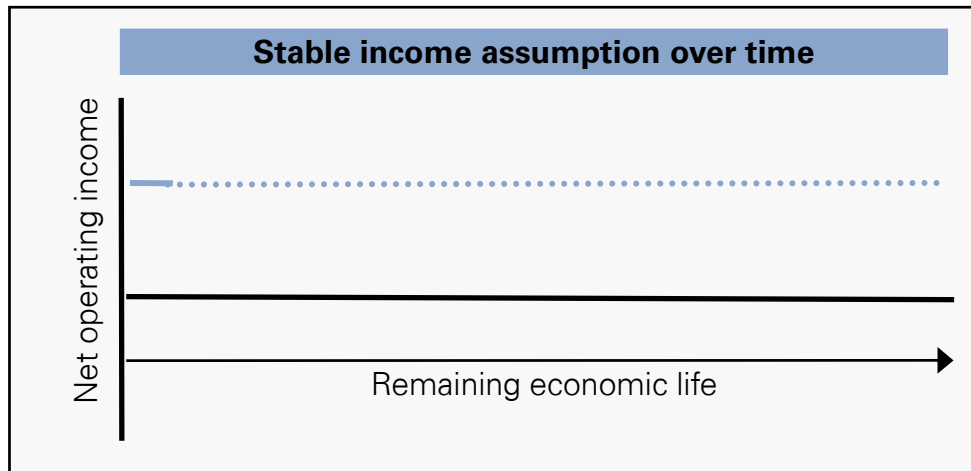 Stable income assumption over time
Net operating income
Remaining economic life